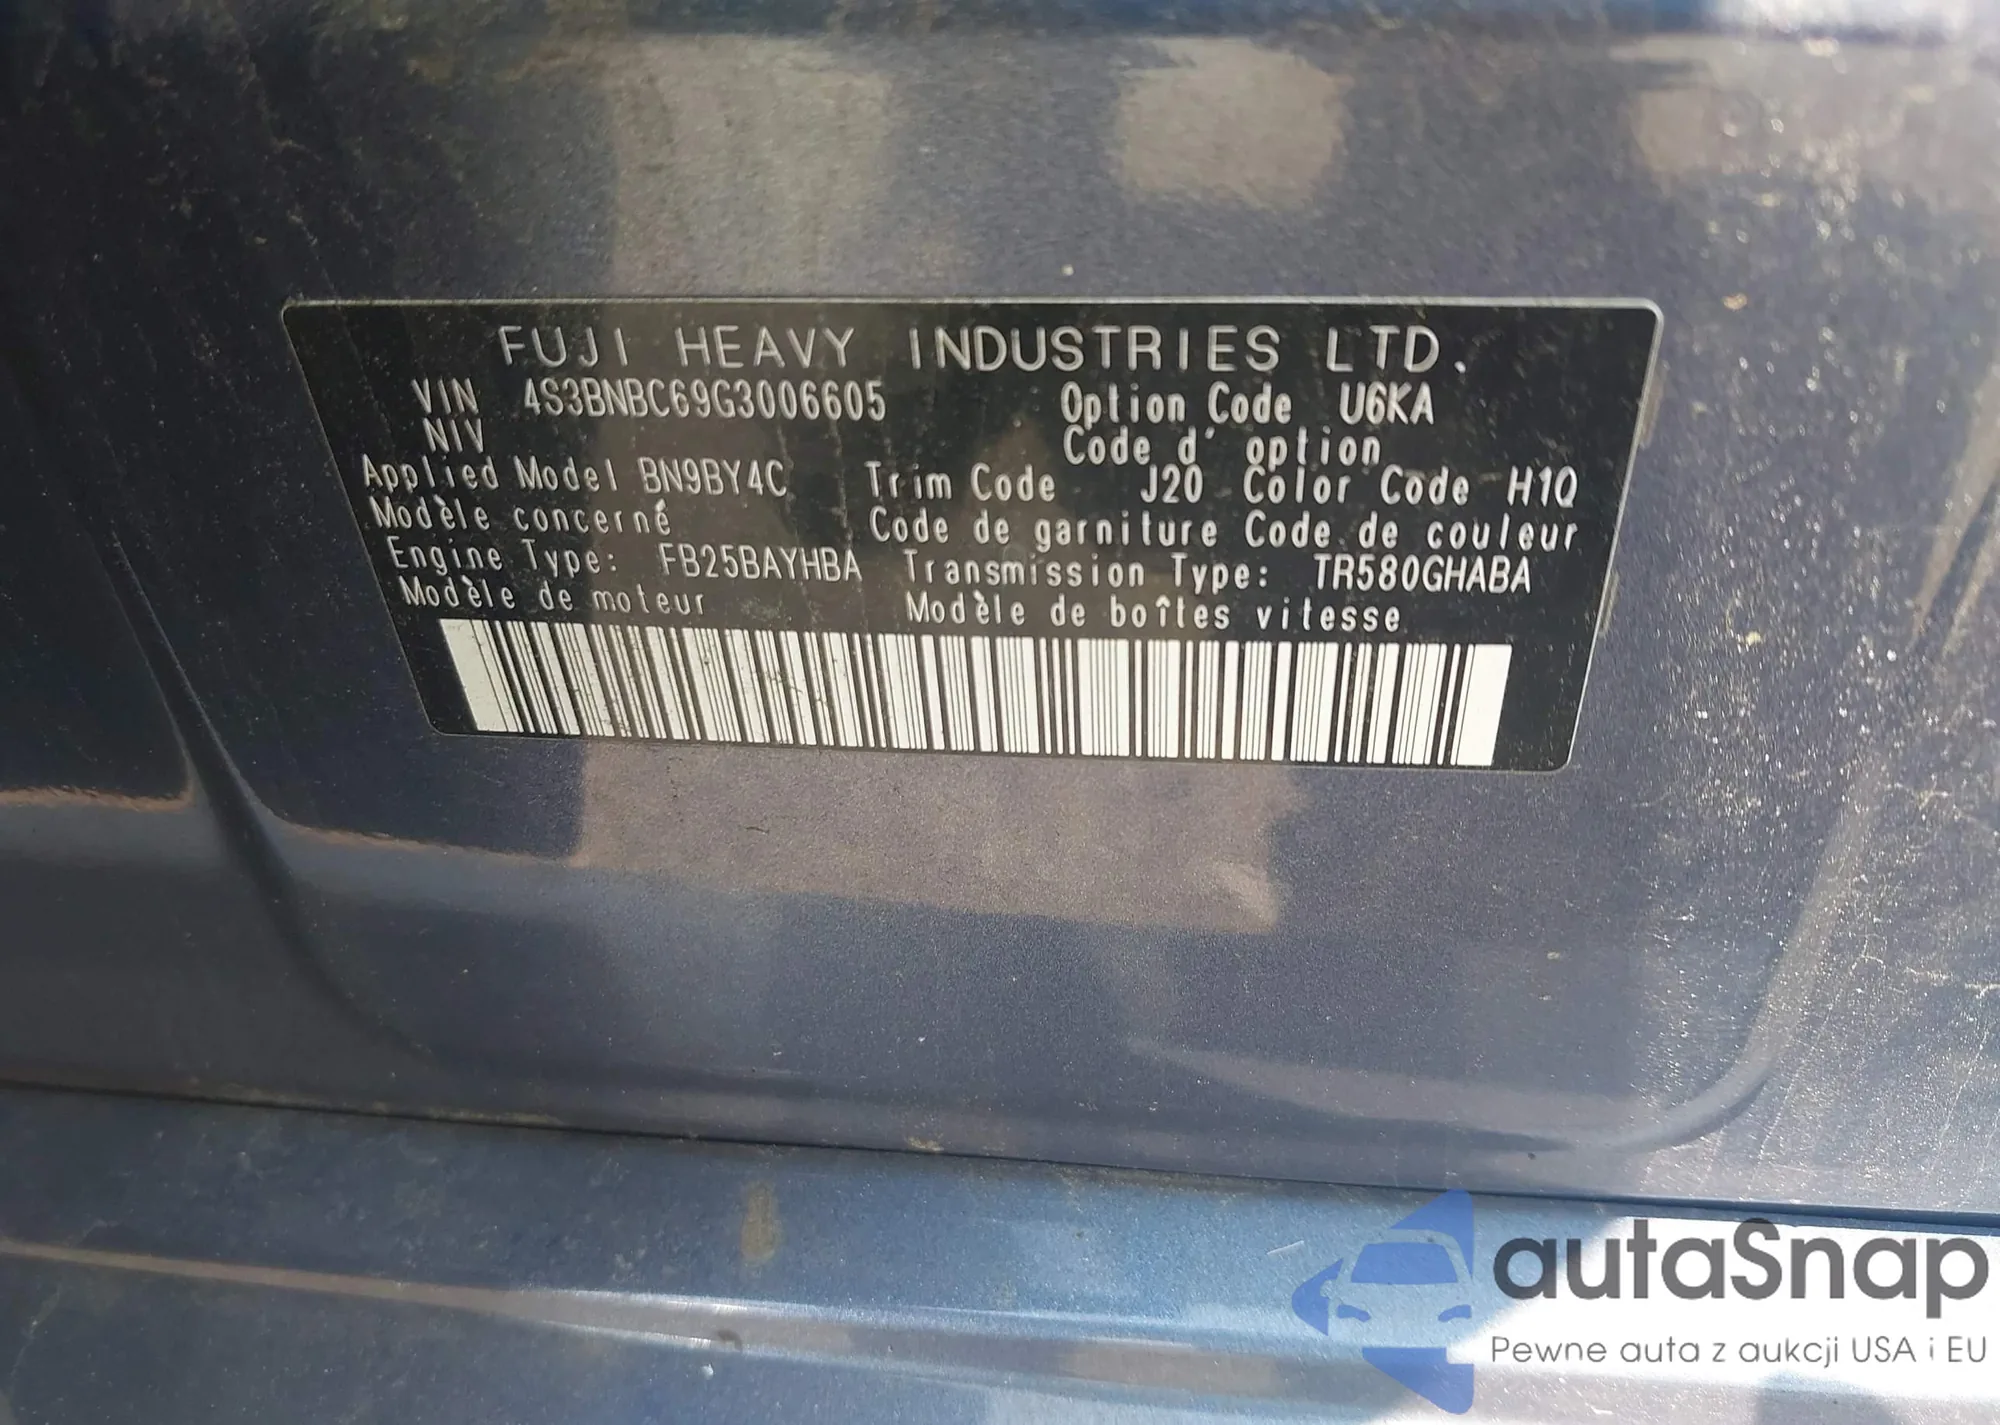 FUJI HEAVY INDUSTRIES LTD.
VIN 4S3BNBC69G3006605 Option Code U6KA
NIV Code d' option
Applied Model BN9BY4C Trim Code J20 Color Code H1Q
Modèle concerné Code de garniture Code de couleur
Engine Type: FB25BAYHBA Transmission Type: TR580GHABA
Modèle de moteur Modèle de boîtes vitesse
autaSnap
Pewne auta z aukcji USA i EU